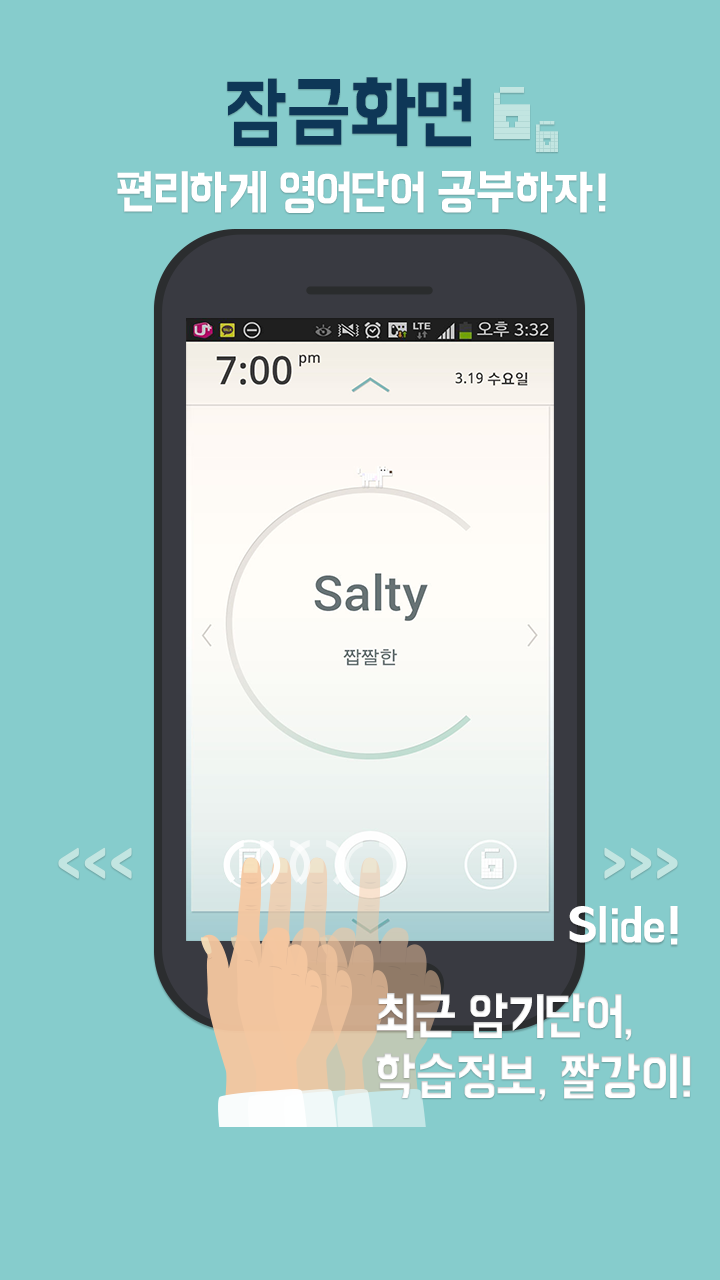 잠금화면
편리하게 영어단어 공부하자!
U+
TALK
LTE
오후 3:32
7:00 pm
3.19 수요일
Salty
짭짤한
<<<
>>>
Slide!
최근 암기단어,
학습정보, 짤강이!